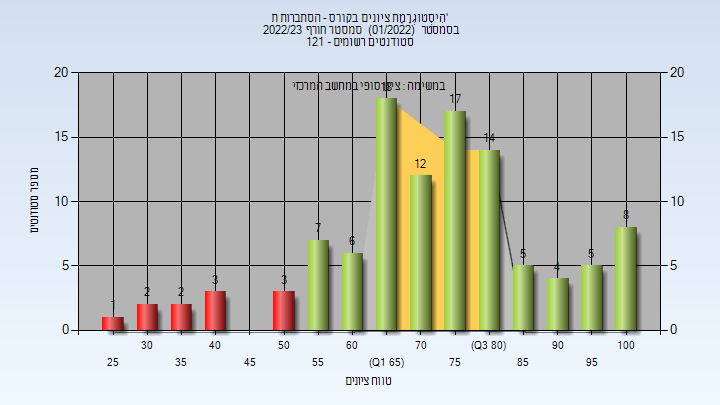 היסטוגרמת ציונים בקורס - הסתברות ת'
בסמסטר (01/2022) סמסטר חורף 2022/23
סטודנטים רשומים - 121
במשימה : ציון סופי במחשב המרכזי
20 20
15 15
10 10
5 5
0 0
1 2 2 3 3 7 6 18 12 17 14 5 4 5 8
מספר סטודנטים
30 40 50 60 70 (Q3 80) 90 100
25 35 45 55 (Q1 65) 75 85 95
טווח ציונים